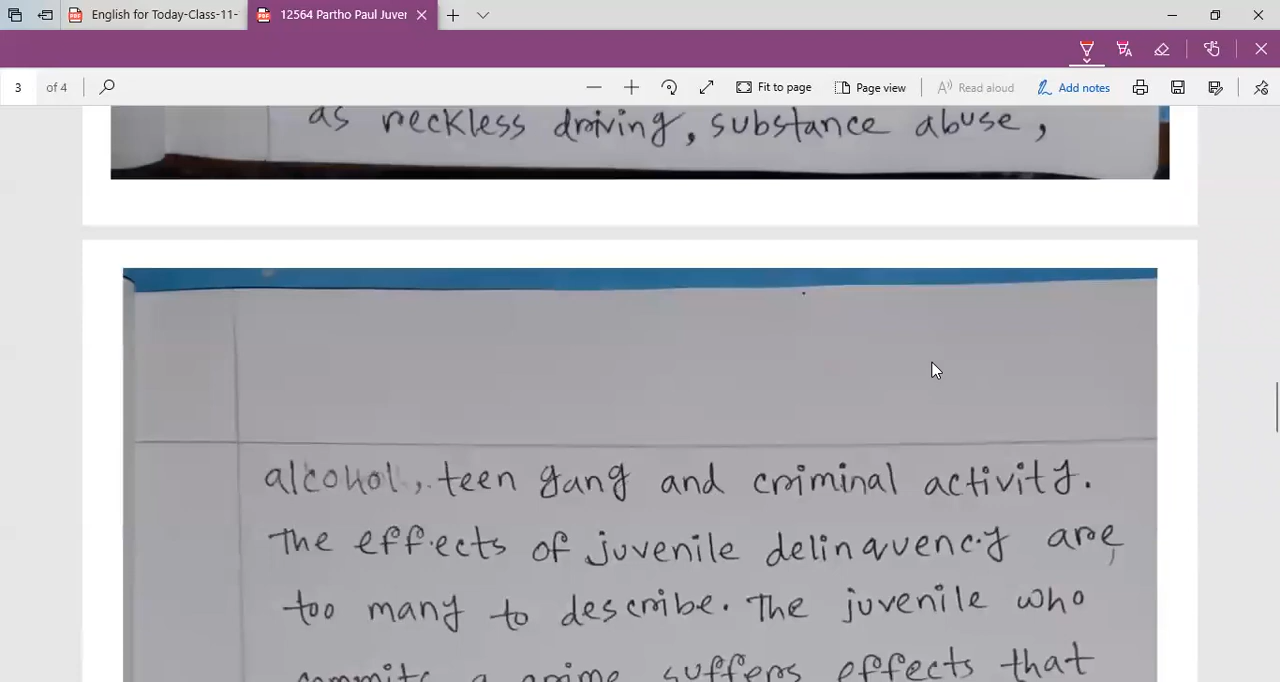 English for Today-Class-11-
12564 Partho Paul Juver
3 of 4
Fit to page
Page view
Read aloud
Add notes
as reckless driving, substance abuse,
alcohol, teen gang and criminal activity.
The effects of juvenile delinquency are
too many to describe. The juvenile who
commits a crime suffers effects that